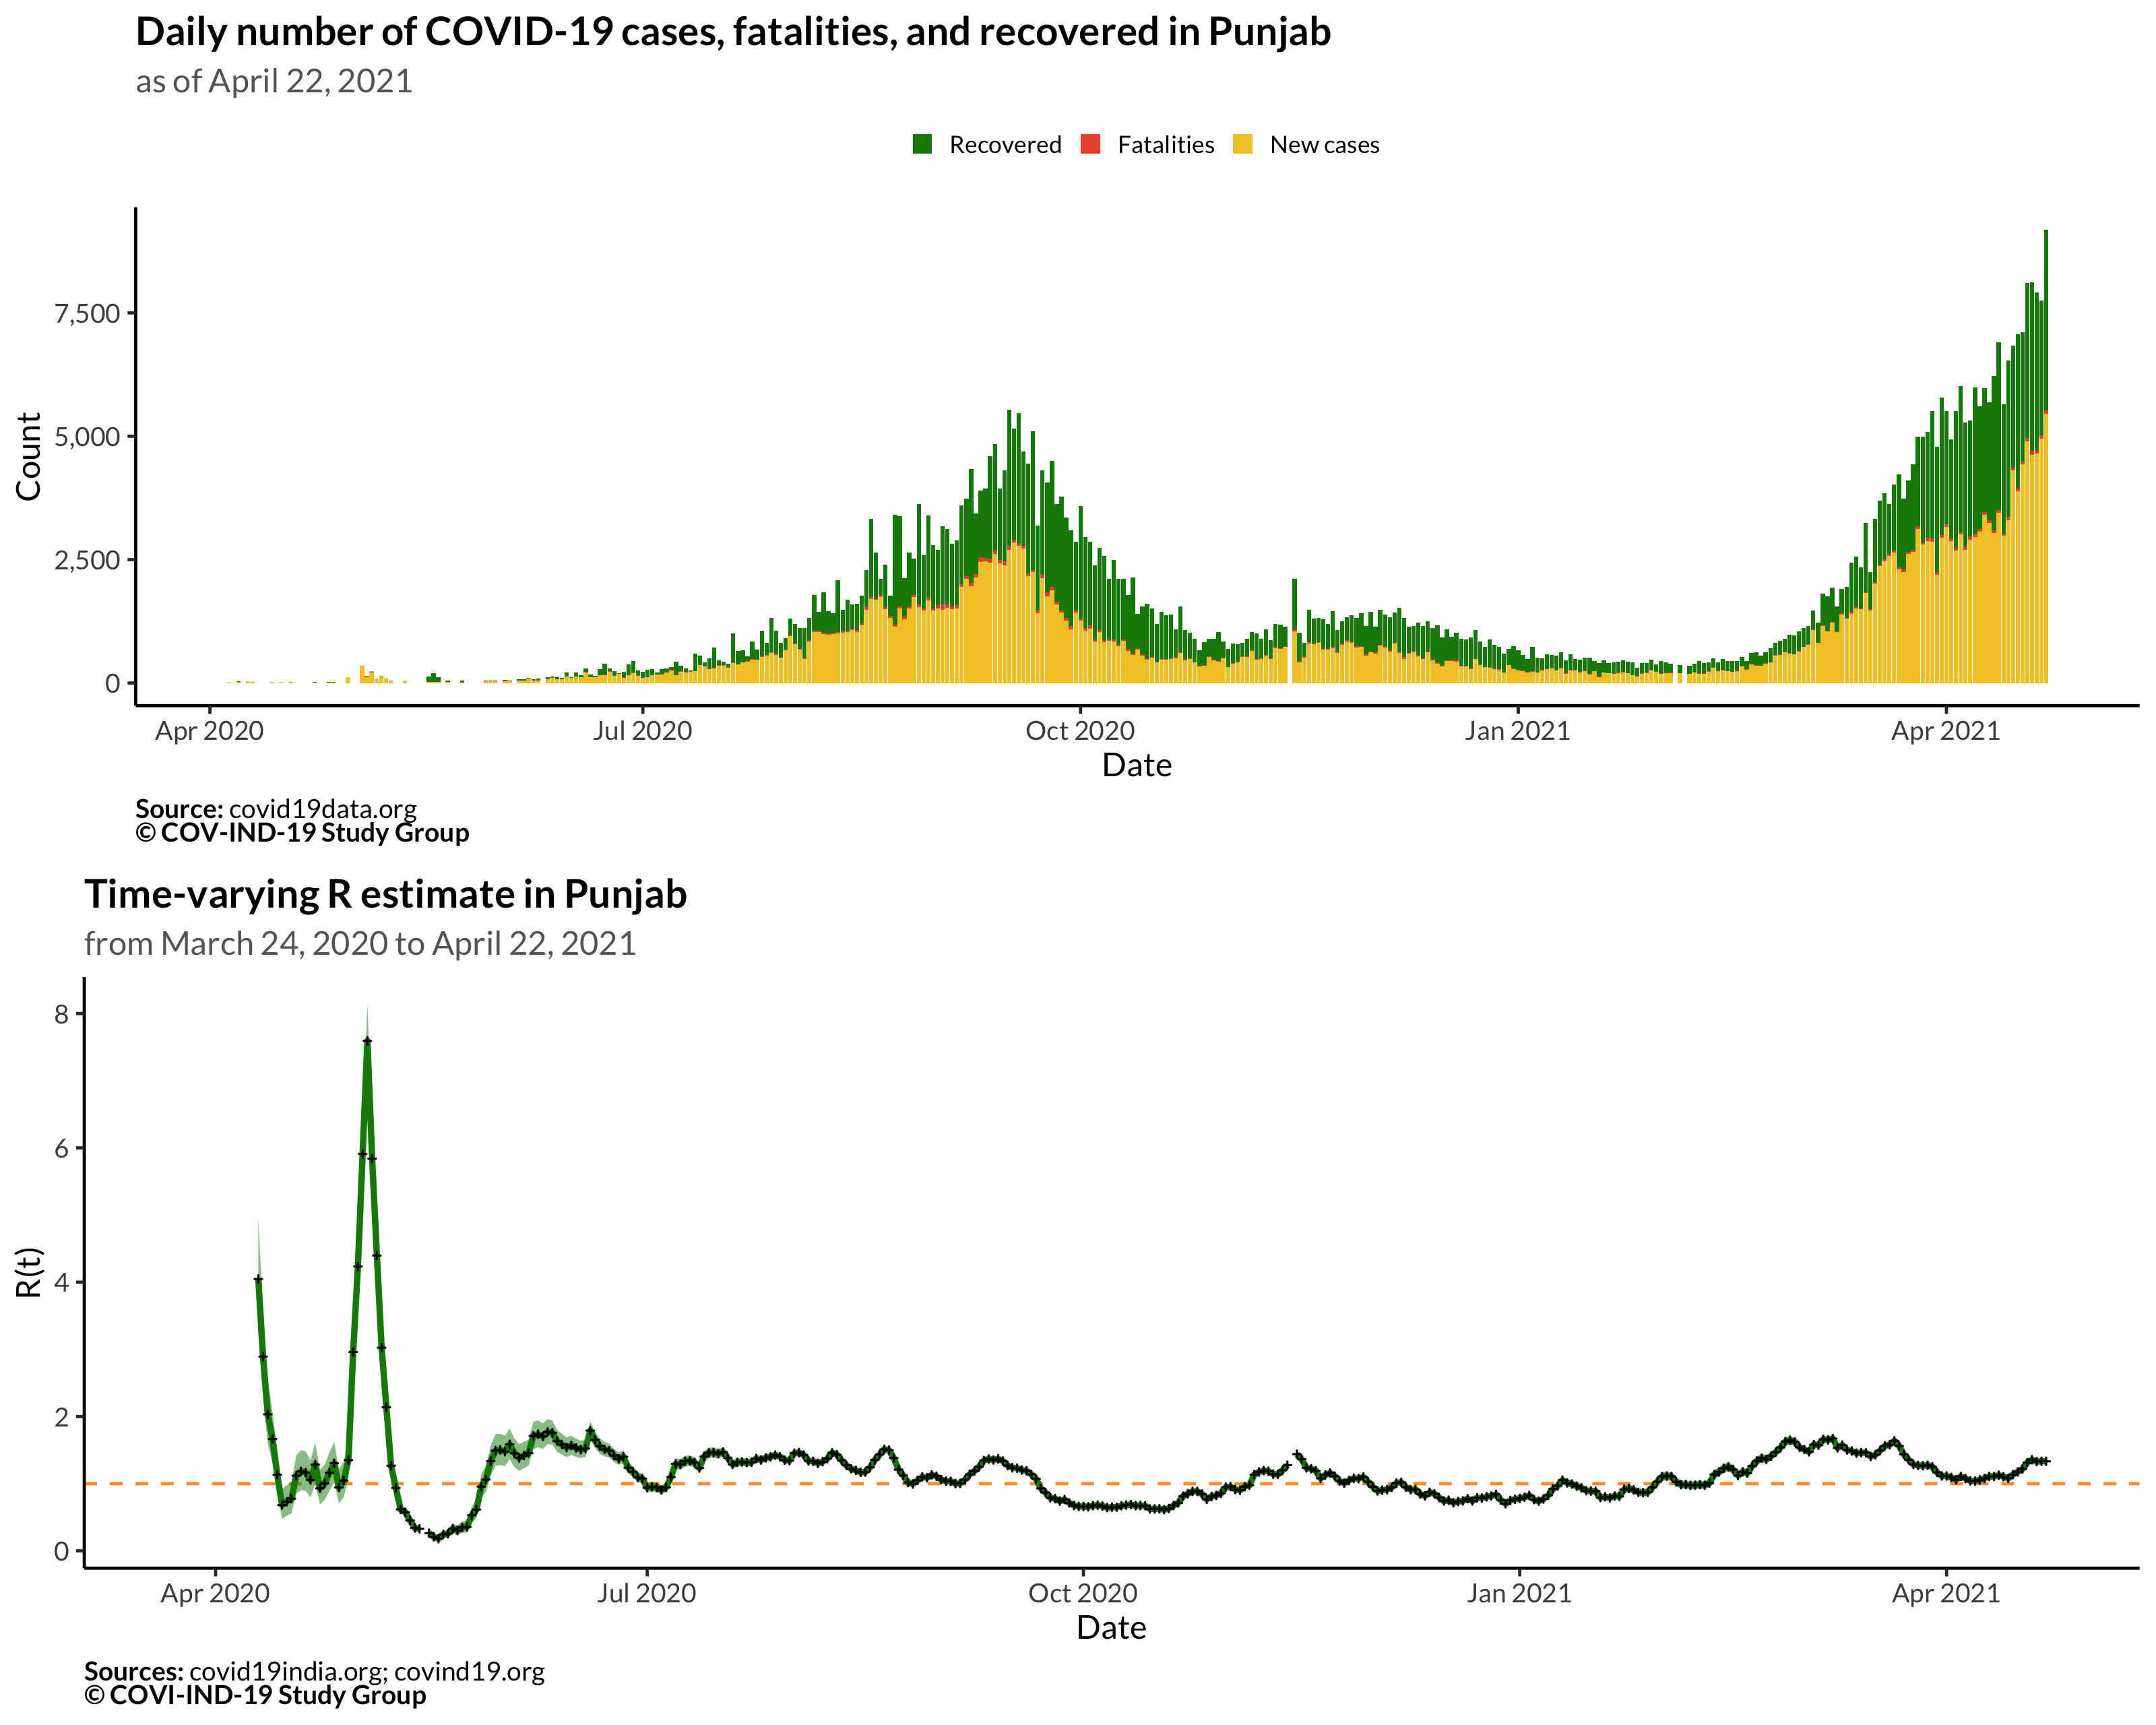 Daily number of COVID-19 cases, fatalities, and recovered in Punjab
as of April 22, 2021
Recovered Fatalities New cases
Count
7,500
5,000
2,500
0
Apr 2020 Jul 2020 Oct 2020 Jan 2021 Apr 2021
Date
Source: covid19data.org
© COV-IND-19 Study Group
Time-varying R estimate in Punjab
from March 24, 2020 to April 22, 2021
R(t)
8
6
4
2
0
Apr 2020 Jul 2020 Oct 2020 Jan 2021 Apr 2021
Date
Sources: covid19india.org; covind19.org
© COVI-IND-19 Study Group